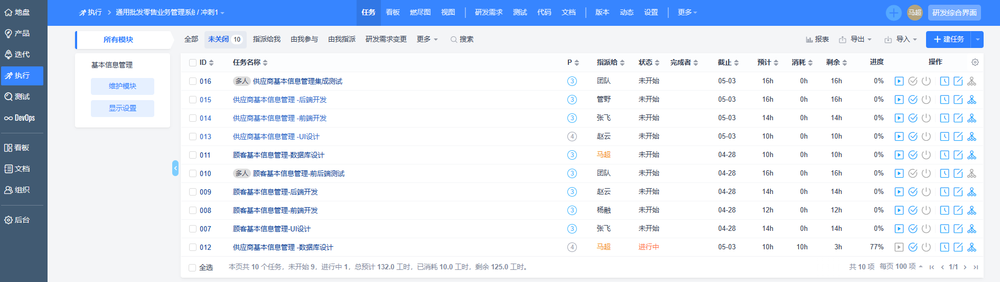 地盘
产品
迭代
执行
测试
DevOps
看板
文档
组织
后台
执行 通用批发零售业务管理系统 / 冲刺1
任务 看板 燃尽图 视图 研发需求 测试 代码 文档 版本 动态 设置 更多
马超 研发综合界面
所有模块
基本信息管理
维护模块
显示设置
全部 未关闭 10 指派给我 由我参与 由我指派 研发需求变更 更多 搜索
报表 导出 导入 建任务
ID 任务名称 P 指派给 状态 完成者 截止 预计 消耗 剩余 进度 操作
016 多人 供应商基本信息管理集成测试 3 团队 未开始 05-03 16h 0h 16h 0%
015 供应商基本信息管理 -后端开发 3 管野 未开始 05-03 16h 0h 16h 0%
014 供应商基本信息管理 -前端开发 3 张飞 未开始 05-03 14h 0h 14h 0%
013 供应商基本信息管理 -UI设计 4 赵云 未开始 05-03 10h 0h 10h 0%
011 顾客基本信息管理-数据库设计 3 马超 未开始 04-28 10h 0h 10h 0%
010 多人 顾客基本信息管理-前后端测试 3 团队 未开始 04-28 16h 0h 16h 0%
009 顾客基本信息管理-后端开发 3 赵云 未开始 04-28 14h 0h 14h 0%
008 顾客基本信息管理-前端开发 3 杨融 未开始 04-28 12h 0h 12h 0%
007 顾客基本信息管理-UI设计 3 张飞 未开始 04-28 14h 0h 14h 0%
012 供应商基本信息管理 -数据库设计 4 马超 进行中 05-03 10h 10h 3h 77%
全选 本页共 10 个任务，未开始 9，进行中 1，总预计 132.0 工时，已消耗 10.0 工时，剩余 125.0 工时。
共 10 项 每页 100 项 1/1